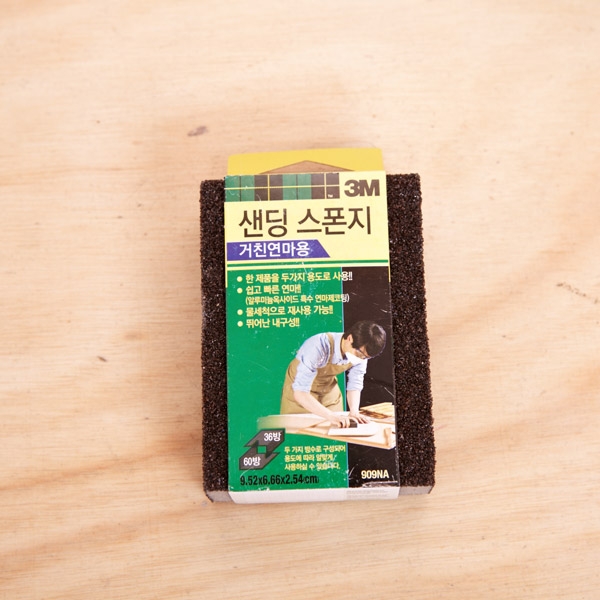 3M
샌딩 스폰지
거친연마용
• 한 제품을 두가지 용도로 사용!!
• 쉽고 빠른 연마!!
(알루미늄옥사이드 특수 연마제코팅)
• 물세척으로 재사용 가능!!
• 뛰어난 내구성!!
36방
60방
두 가지 방수로 구성되어
용도에 따라 알맞게
사용하실 수 있습니다.
9.52x6.66x2.54(cm)
909NA